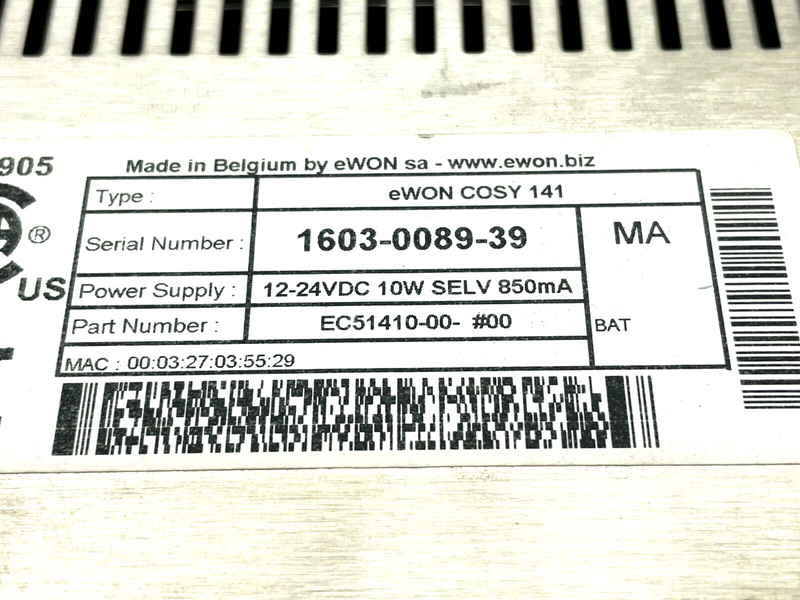 905
Made in Belgium by eWON sa - www.ewon.biz
Type : eWON COSY 141
® Serial Number : 1603-0089-39 MA
US Power Supply : 12-24VDC 10W SELV 850mA
Part Number : EC51410-00- #00 BAT
MAC : 00:03:27:03:55:29